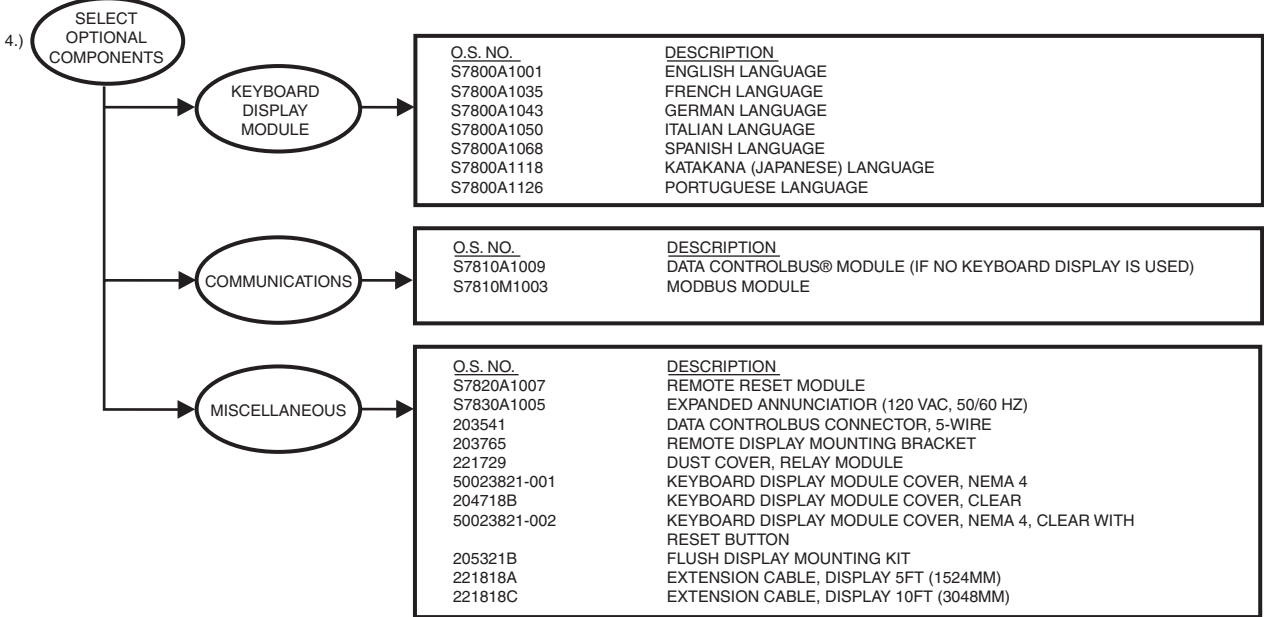 4.)
SELECT
OPTIONAL
COMPONENTS
KEYBOARD
DISPLAY
MODULE
O.S. NO. DESCRIPTION
S7800A1001 ENGLISH LANGUAGE
S7800A1035 FRENCH LANGUAGE
S7800A1043 GERMAN LANGUAGE
S7800A1050 ITALIAN LANGUAGE
S7800A1068 SPANISH LANGUAGE
S7800A1118 KATAKANA (JAPANESE) LANGUAGE
S7800A1126 PORTUGUESE LANGUAGE
COMMUNICATIONS
O.S. NO. DESCRIPTION
S7810A1009 DATA CONTROLBUS® MODULE (IF NO KEYBOARD DISPLAY IS USED)
S7810M1003 MODBUS MODULE
MISCELLANEOUS
O.S. NO. DESCRIPTION
S7820A1007 REMOTE RESET MODULE
S7830A1005 EXPANDED ANNUNCIATIOR (120 VAC, 50/60 HZ)
203541 DATA CONTROLBUS CONNECTOR, 5-WIRE
203765 REMOTE DISPLAY MOUNTING BRACKET
221729 DUST COVER, RELAY MODULE
50023821-001 KEYBOARD DISPLAY MODULE COVER, NEMA 4
204718B KEYBOARD DISPLAY MODULE COVER, CLEAR
50023821-002 KEYBOARD DISPLAY MODULE COVER, NEMA 4, CLEAR WITH
RESET BUTTON
205321B FLUSH DISPLAY MOUNTING KIT
221818A EXTENSION CABLE, DISPLAY 5FT (1524MM)
221818C EXTENSION CABLE, DISPLAY 10FT (3048MM)